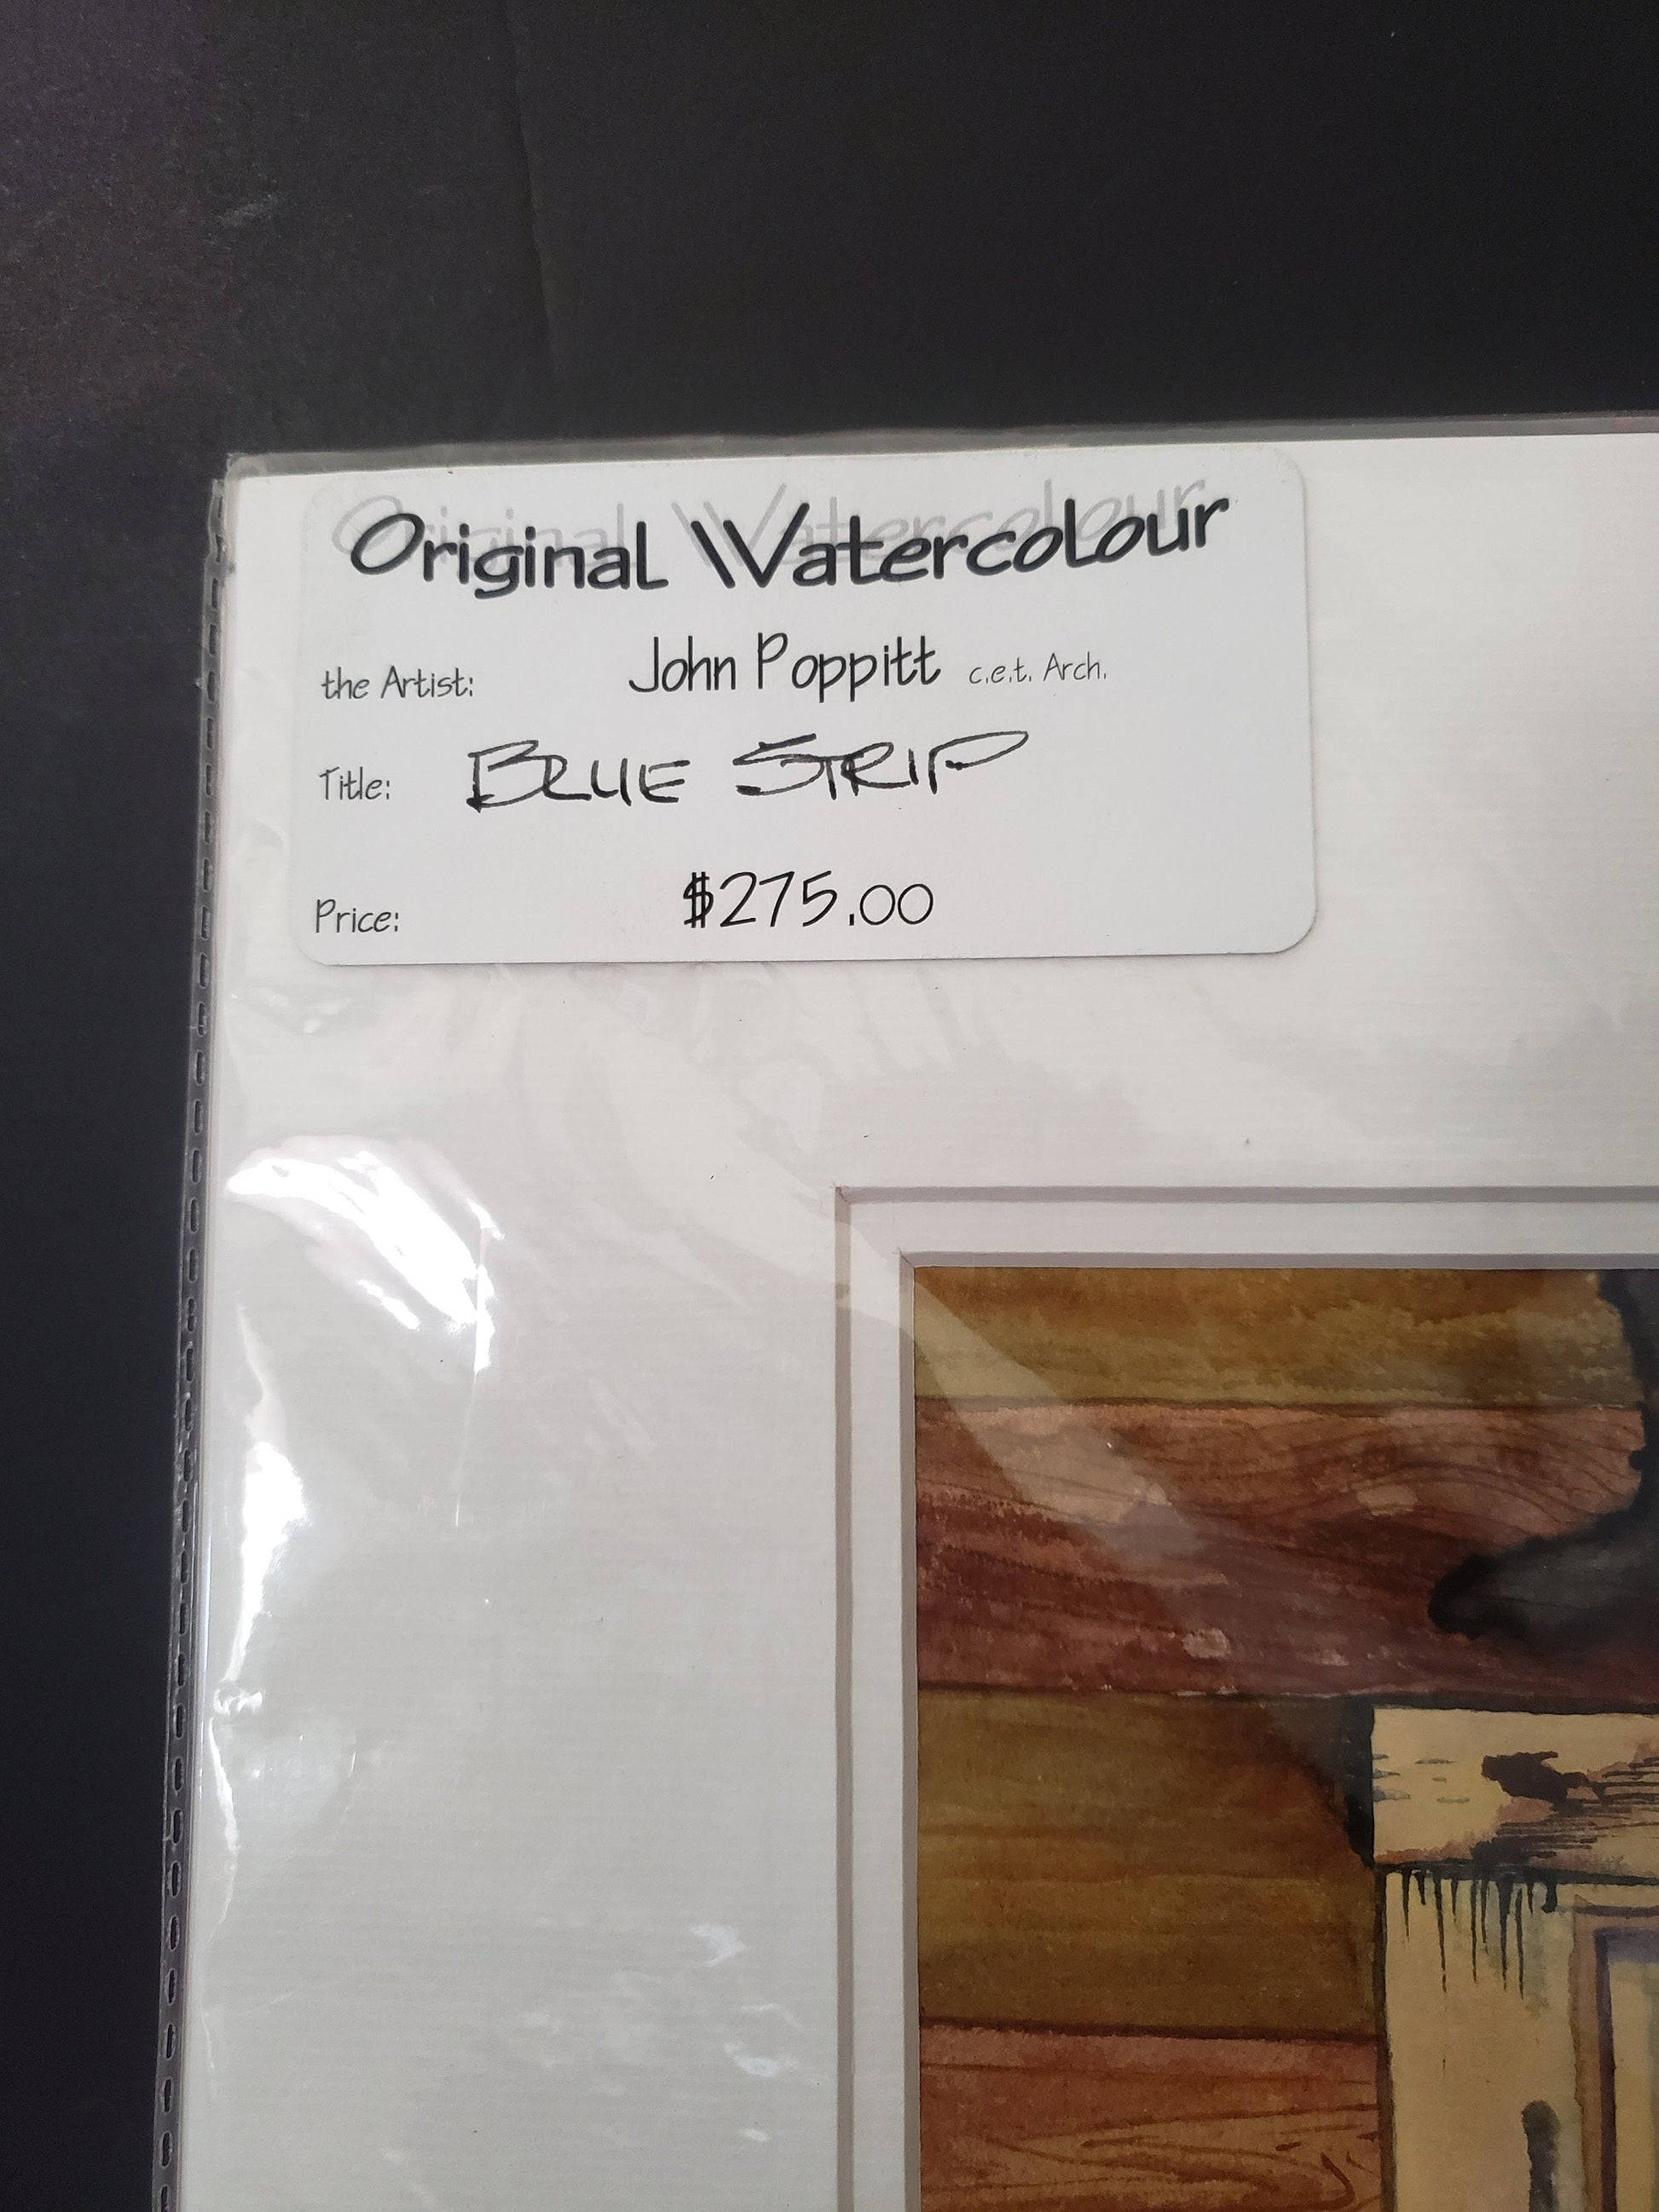 Original Watercolour
the Artist: John Poppitt c.e.t. Arch.
Title: BLUE STRIP
Price: $275.00